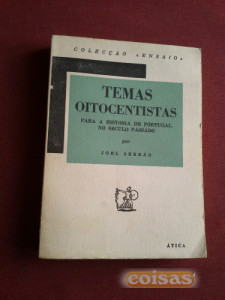 COLECÇÃO «ENSAIO»
TEMAS
OITOCENTISTAS
PARA A HISTÓRIA DE PORTUGAL
NO SÉCULO PASSADO
por
JOEL SERRÃO
ÁTICA
coisas